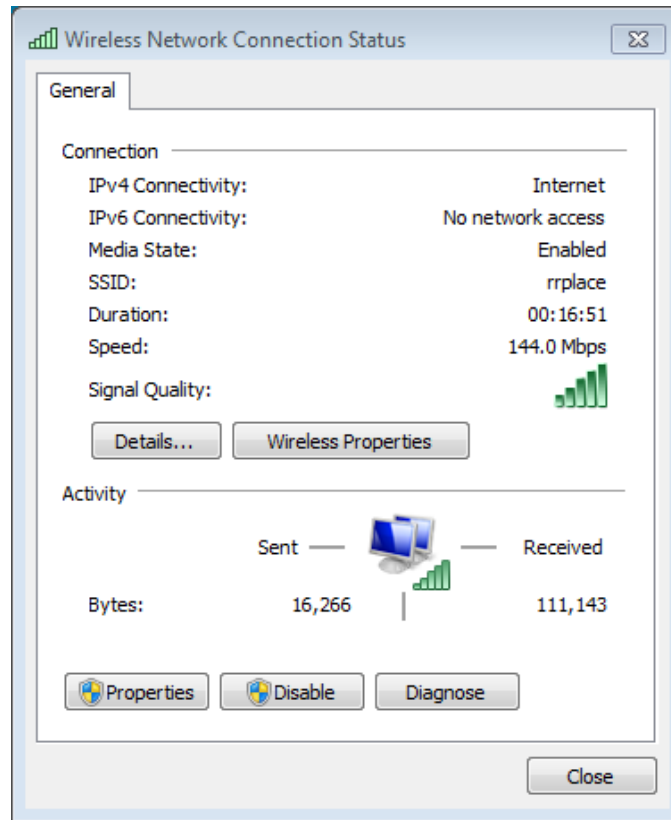 Wireless Network Connection Status
General
Connection
IPv4 Connectivity: Internet
IPv6 Connectivity: No network access
Media State: Enabled
SSID: rrplace
Duration: 00:16:51
Speed: 144.0 Mbps
Signal Quality:
Details... Wireless Properties
Activity
Sent Received
Bytes: 16,266 111,143
Properties Disable Diagnose
Close